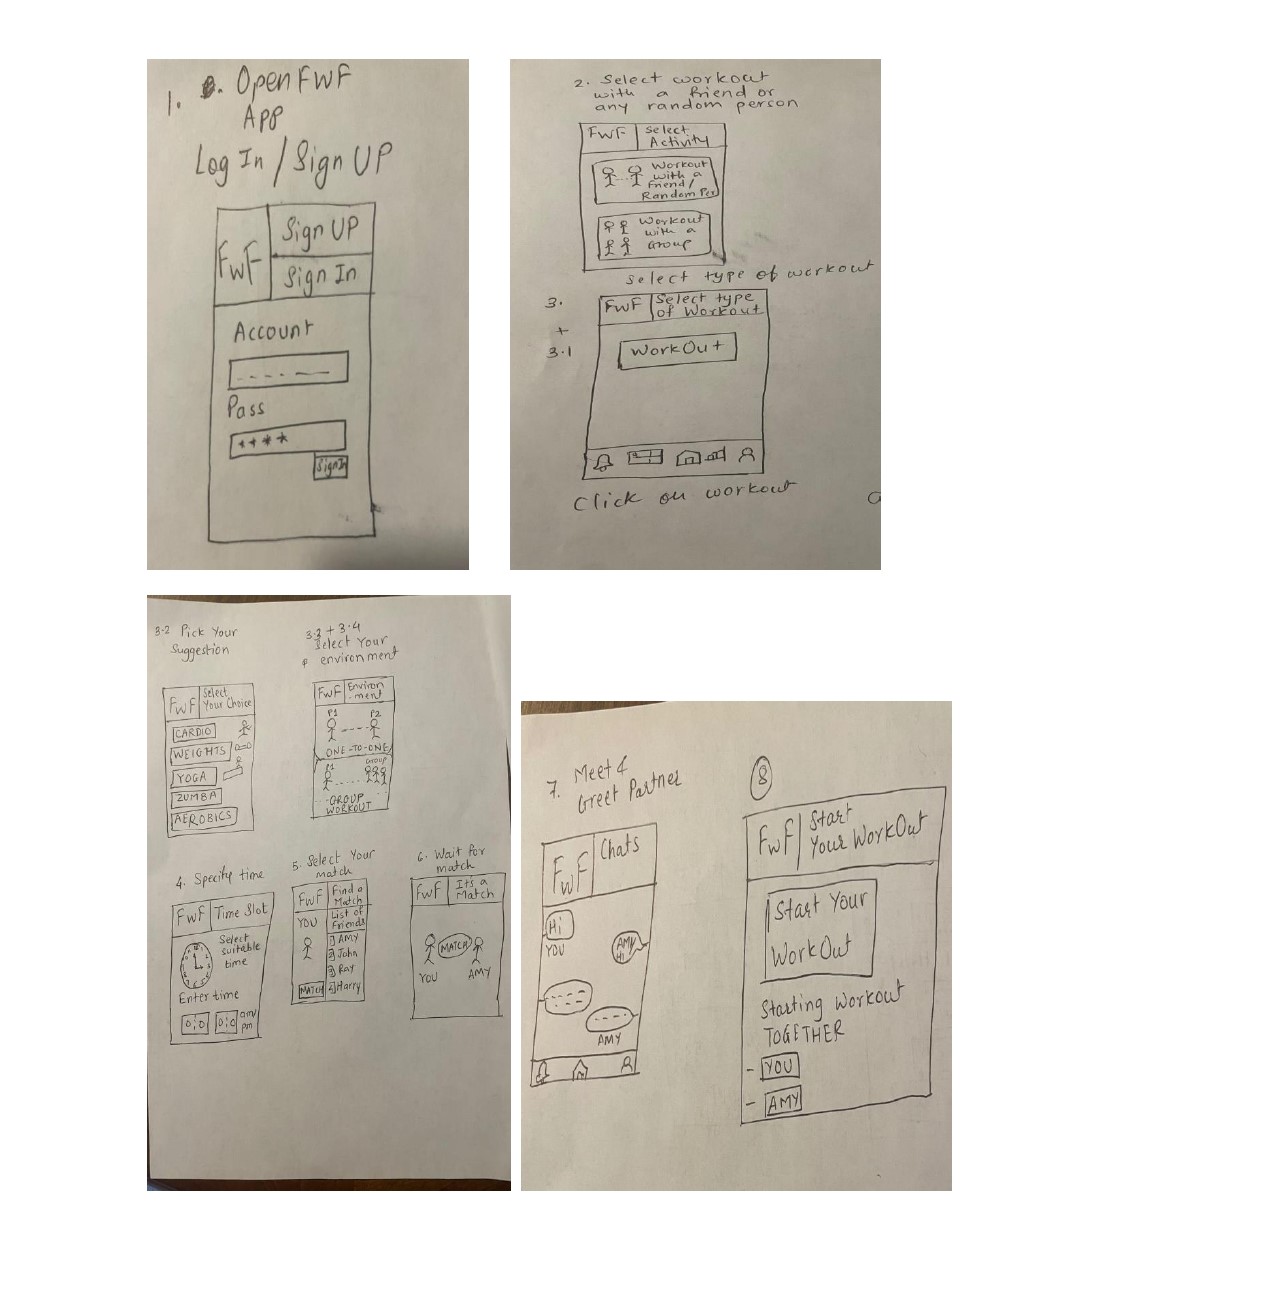 1. Open FWF
App
Log In / Sign UP
FWF
Sign UP
Sign In
Account
Pass
****
Sign In
2. Select workout
with a friend or
any random person
FWF Select
Activity
Workout
with a
friend/
Random Per
Workout
with a
Group
Select type of workout
3.
+
3.1
FWF Select type
of Workout
WorkOut
Click on workout
3.2 Pick Your
Suggestion
FWF Select
Your Choice
CARDIO
WEIGHTS
YOGA
ZUMBA
AEROBICS
3.3 + 3.4
Select Your
environment
FWF Environ
-ment
P1 P2
ONE-TO-ONE
P1 Group
GROUP
WORKOUT
4. Specify time
FWF Time Slot
Select
suitable
time
Enter time
0:0 0:0 am/
pm
5. Select Your
match
FWF Find a
Match
YOU List of
Friends
AMY
John
Ray
MATCH Harry
6. Wait for
match
FWF Its a
Match
MATCH
YOU AMY
7. Meet &
Greet Partner
FWF Chats
Hi
YOU
AMY
Hi
AMY
8
FWF Start
Your WorkOut
Start Your
WorkOut
Starting workout
TOGETHER
- YOU
- AMY